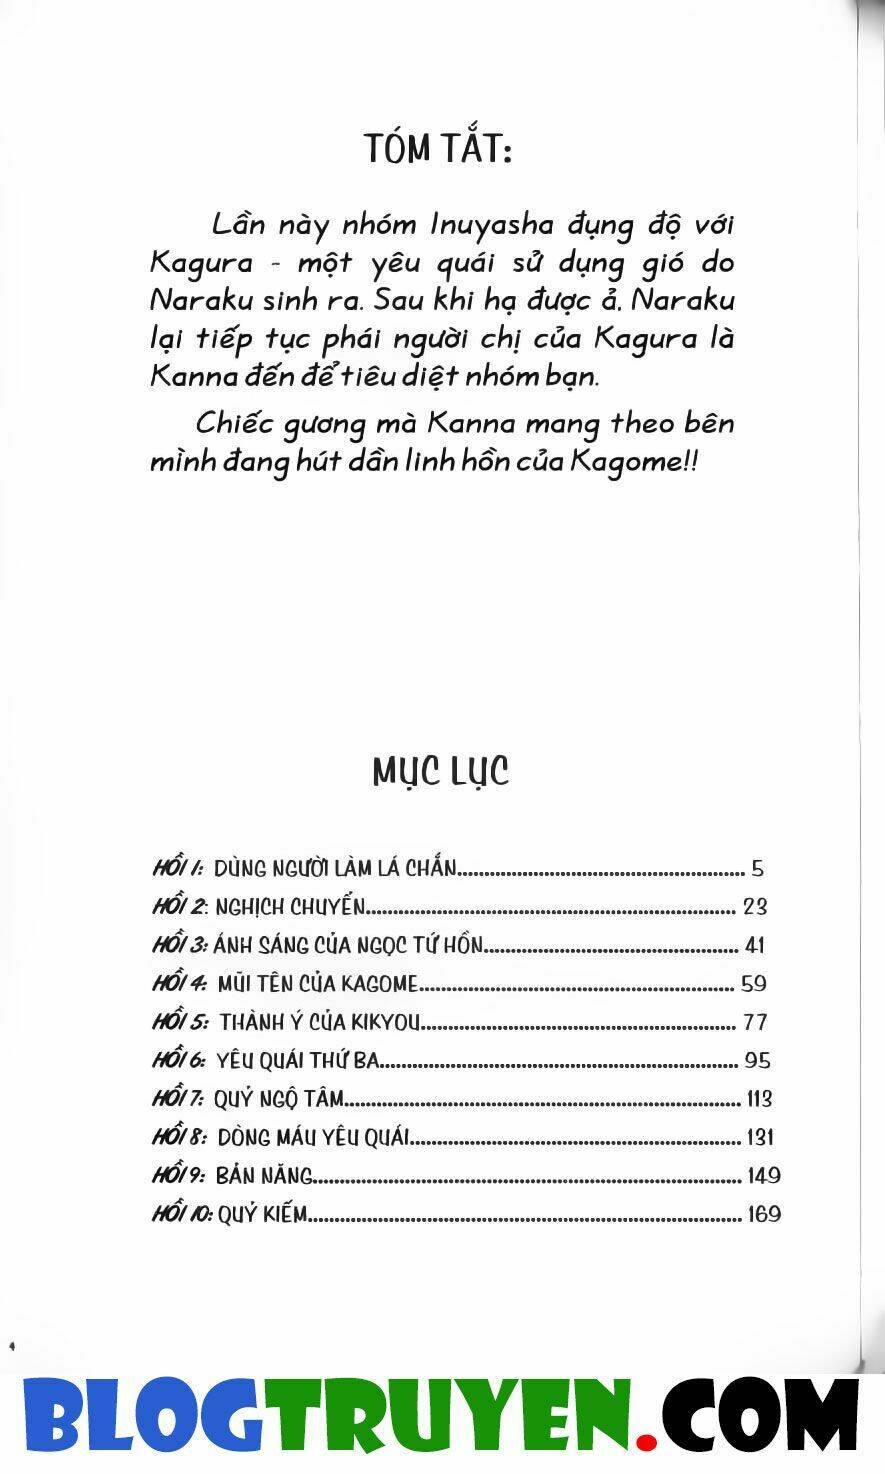 TÓM TẮT:
Lần này nhóm Inuyasha đụng độ với
Kagura - một yêu quái sử dụng gió do
Naraku sinh ra. Sau khi hạ được ả, Naraku
lại tiếp tục phái người chị của Kagura là
Kanna đến để tiêu diệt nhóm bạn.
Chiếc gương mà Kanna mang theo bên
mình đang hút dần linh hồn của Kagome!!
MỤC LỤC
HỒI 1: DÙNG NGƯỜI LÀM LÁ CHẮN........ 5
HỒI 2: NGHỊCH CHUYỂN........ 23
HỒI 3: ÁNH SÁNG CỦA NGỌC TỨ HỒN........ 41
HỒI 4: MŨI TÊN CỦA KAGOME........ 59
HỒI 5: THÀNH Ý CỦA KIKYOU........ 77
HỒI 6: YÊU QUÁI THỨ BA........ 95
HỒI 7: QUỶ NGỘ TÂM........ 113
HỒI 8: DÒNG MÁU YÊU QUÁI........ 131
HỒI 9: BẢN NĂNG........ 149
HỒI 10: QUỶ KIẾM........ 169
4
BLOGTRUYEN.COM